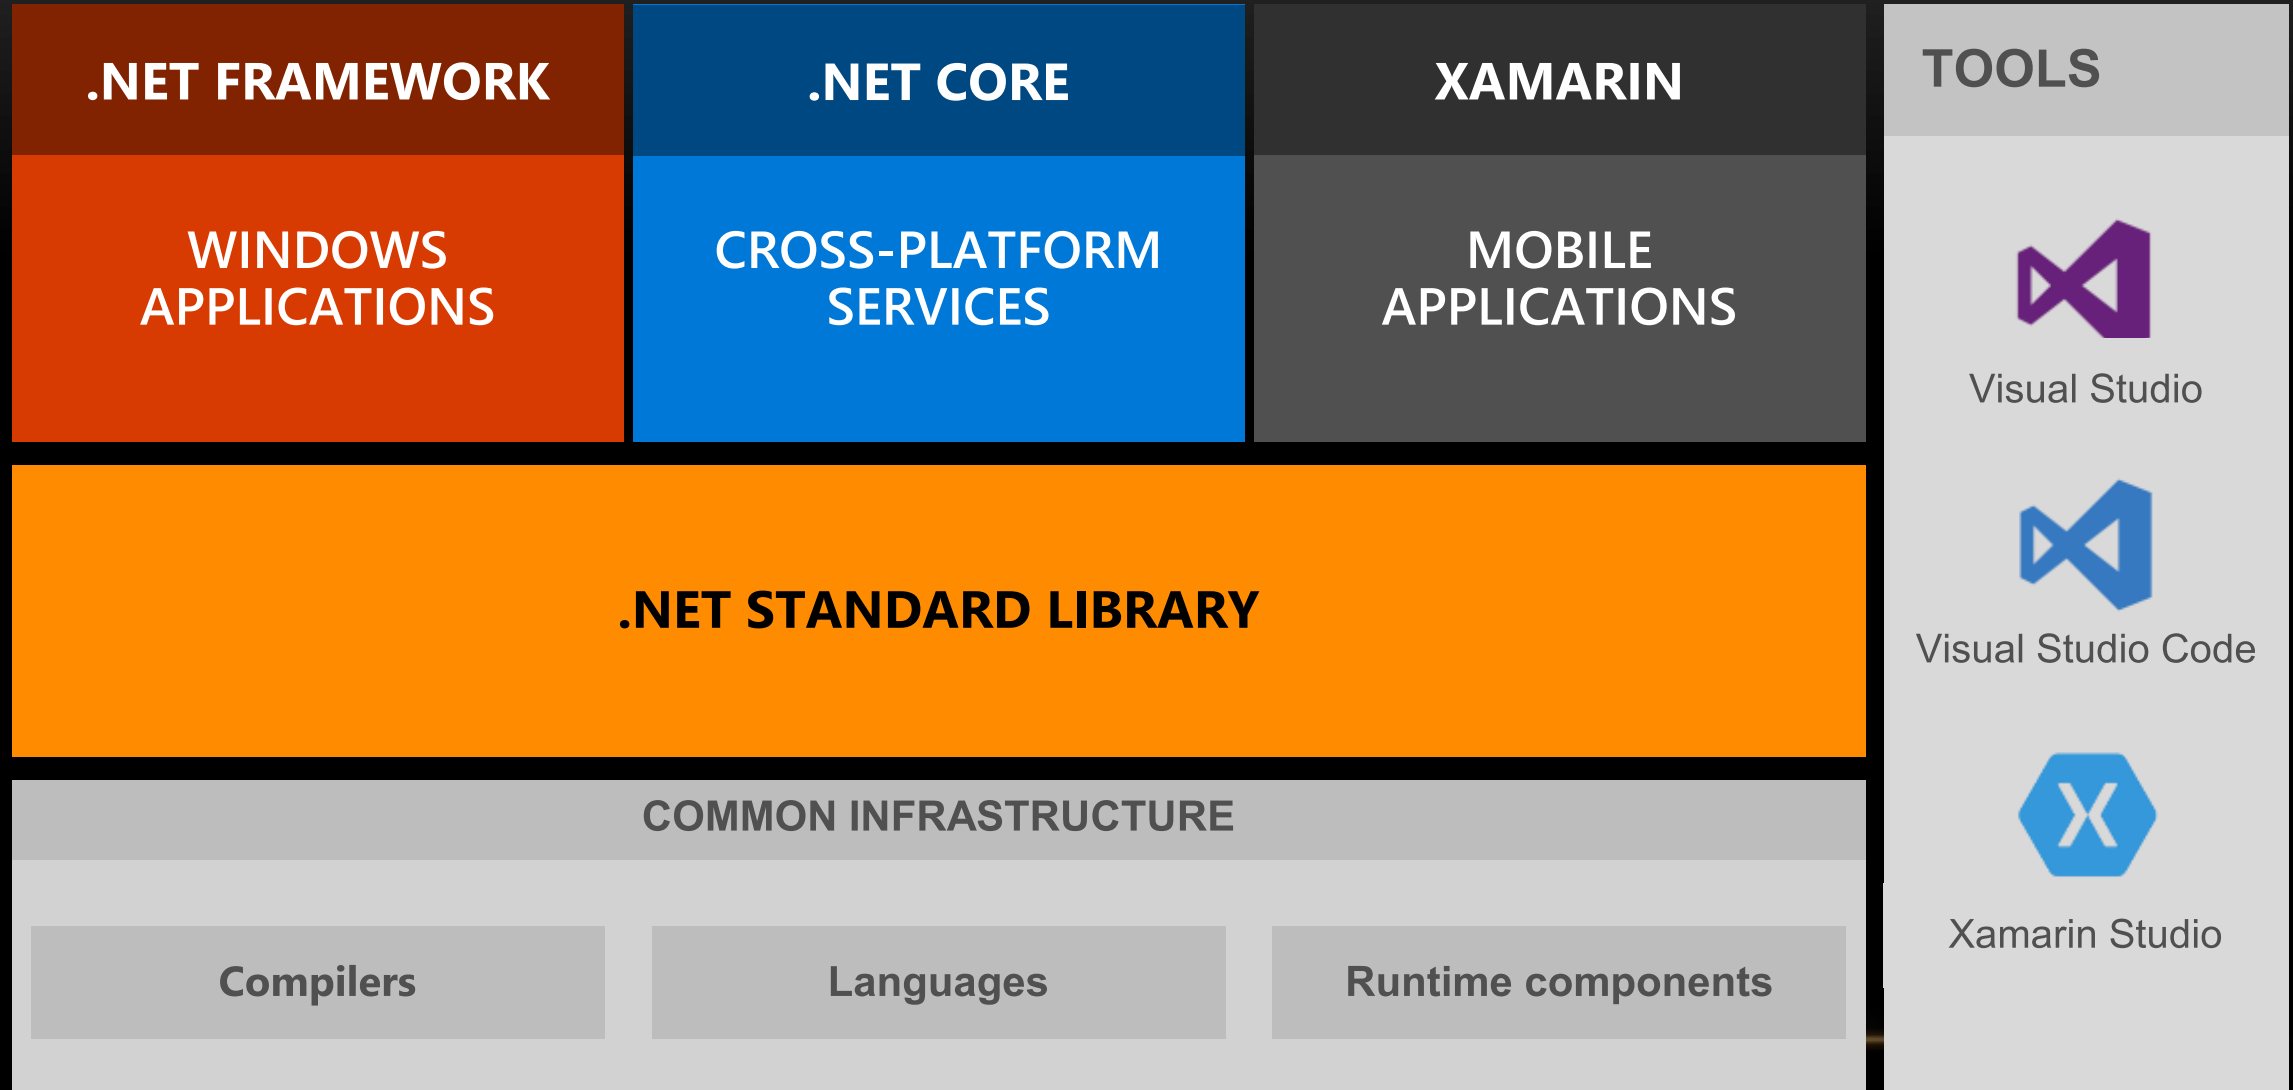 .NET FRAMEWORK
WINDOWS
APPLICATIONS
.NET CORE
CROSS-PLATFORM
SERVICES
XAMARIN
MOBILE
APPLICATIONS
.NET STANDARD LIBRARY
COMMON INFRASTRUCTURE
Compilers
Languages
Runtime components
TOOLS
Visual Studio
Visual Studio Code
Xamarin Studio